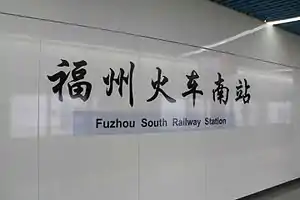 福州火车南站
Fuzhou South Railway Station